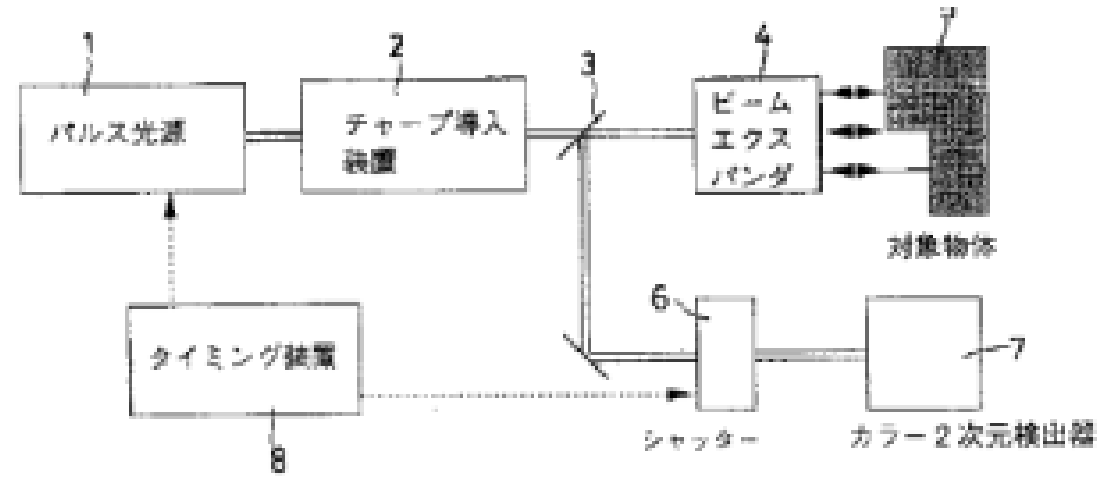 1
2
3
4
パルス光源
チャープ導入
装置
ビーム
エクス
パンダ
対象物体
6
7
タイミング装置
8
シャッター
カラー2次元検出器